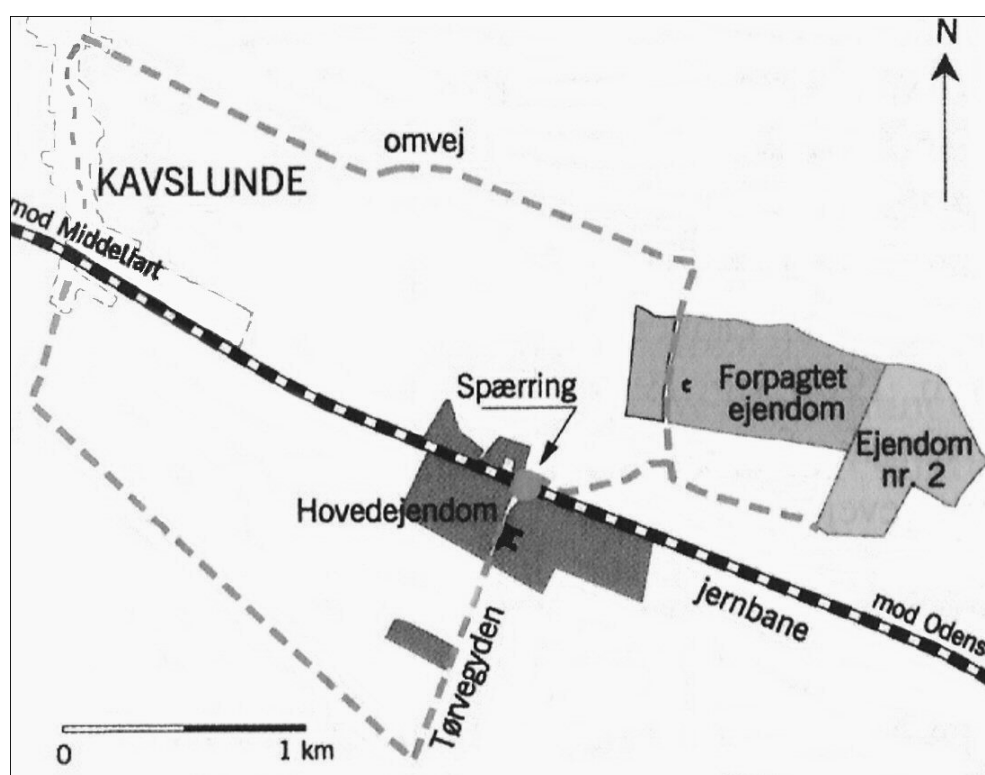 N
omvej
KAVSLUNDE
mod Middelfart
Spærring
Forpagtet
ejendom
Ejendom
nr. 2
Hovedejendom
jernbane
mod Odens
Tørvegyden
0
1 km